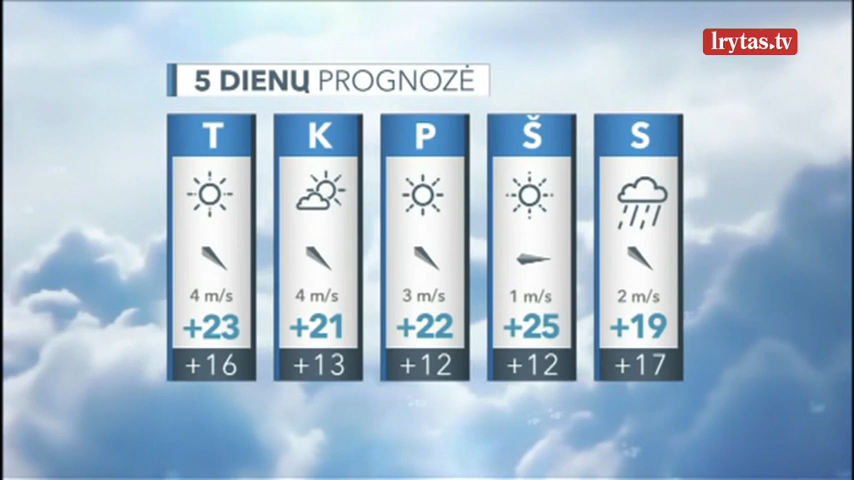 lrytas.tv
5 DIENŲ PROGNOZĖ
T K P Š S
4 m/s 4 m/s 3 m/s 1 m/s 2 m/s
+23 +21 +22 +25 +19
+16 +13 +12 +12 +17